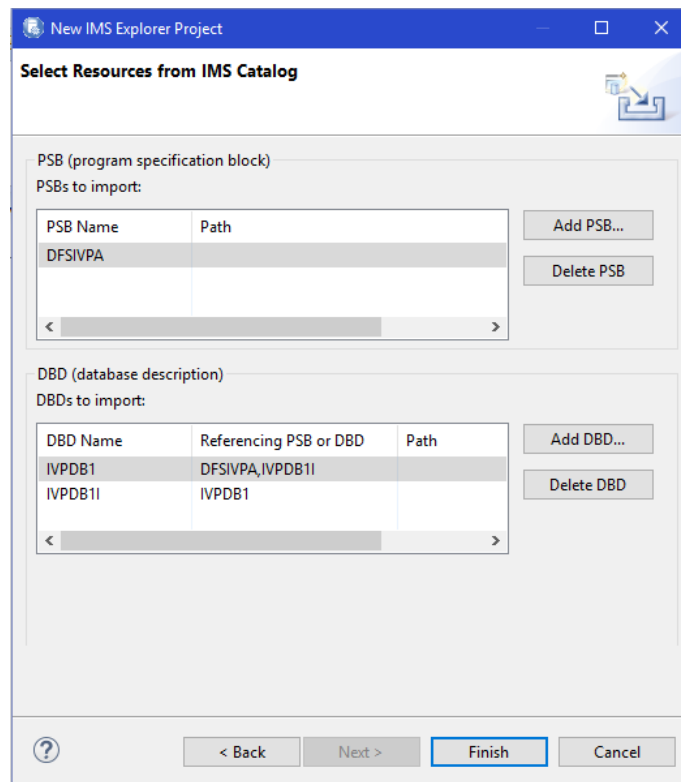 New IMS Explorer Project
Select Resources from IMS Catalog
PSB (program specification block)
PSBs to import:
PSB Name Path
Add PSB...
DFSIVPA
Delete PSB
DBD (database description)
DBDs to import:
DBD Name Referencing PSB or DBD Path
Add DBD...
IVPDB1 DFSIVPA,IVPDB1I
Delete DBD
IVPDB1I IVPDB1
< Back Next > Finish Cancel